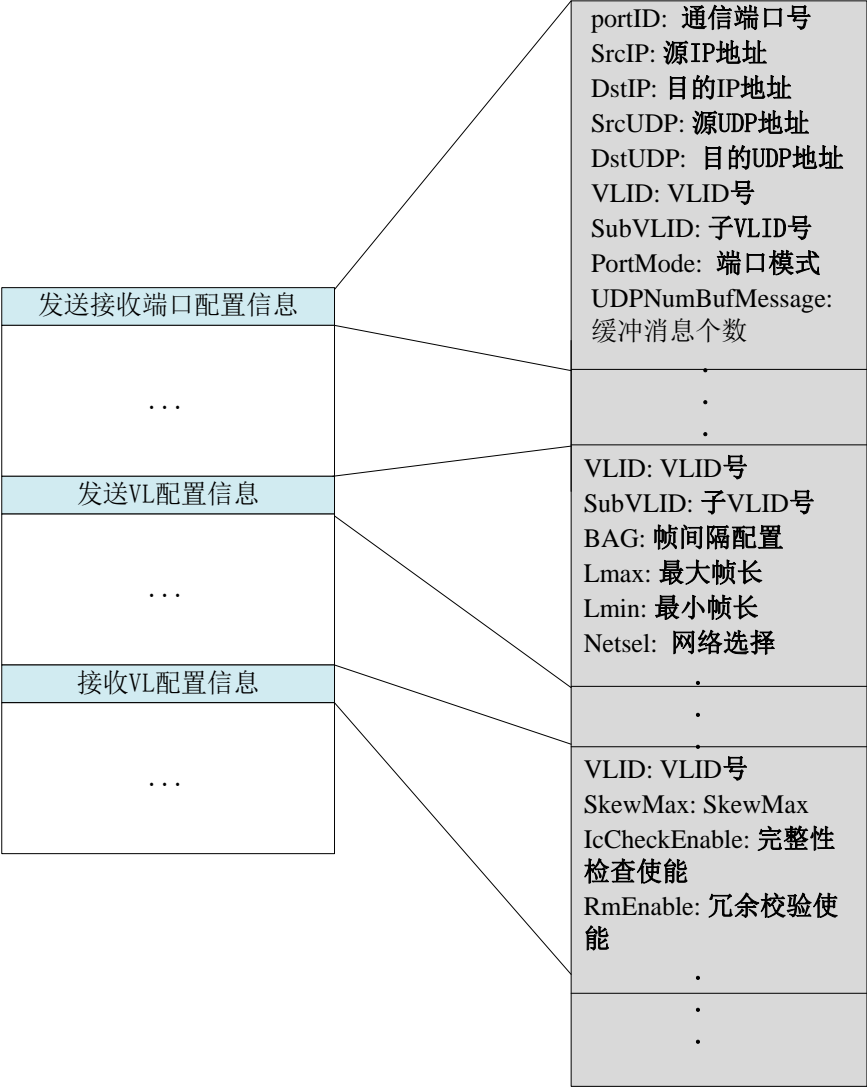 发送接收端口配置信息
...
发送VL配置信息
...
接收VL配置信息
...
portID: 通信端口号
SrcIP: 源IP地址
DstIP: 目的IP地址
SrcUDP: 源UDP地址
DstUDP: 目的UDP地址
VLID: VLID号
SubVLID: 子VLID号
PortMode: 端口模式
UDPNumBufMessage:
缓冲消息个数
.
.
.
VLID: VLID号
SubVLID: 子VLID号
BAG: 帧间隔配置
Lmax: 最大帧长
Lmin: 最小帧长
Netsel: 网络选择
.
.
.
VLID: VLID号
SkewMax: SkewMax
IcCheckEnable: 完整性
检查使能
RmEnable: 冗余校验使
能
.
.
.